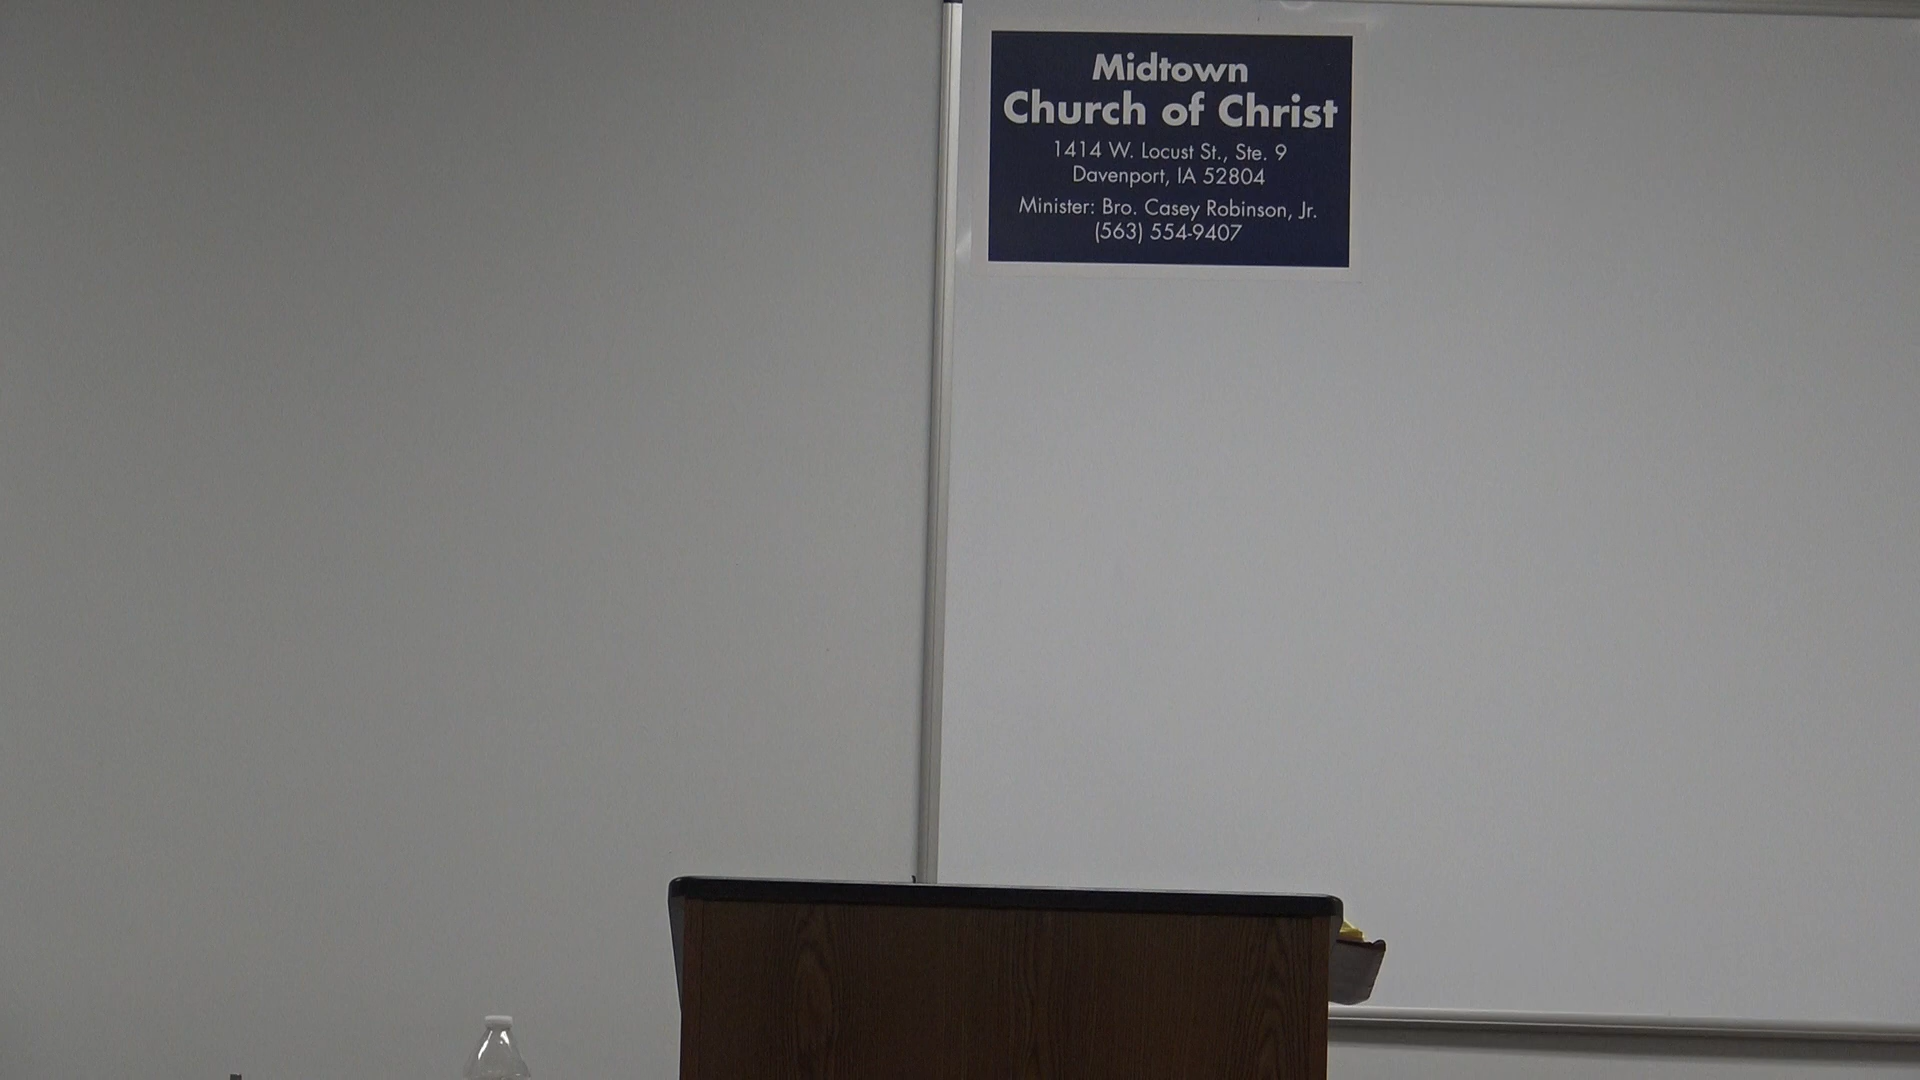 Midtown
Church of Christ
1414 W. Locust St., Ste. 9
Davenport, IA 52804
Minister: Bro. Casey Robinson, Jr.
(563) 554-9407